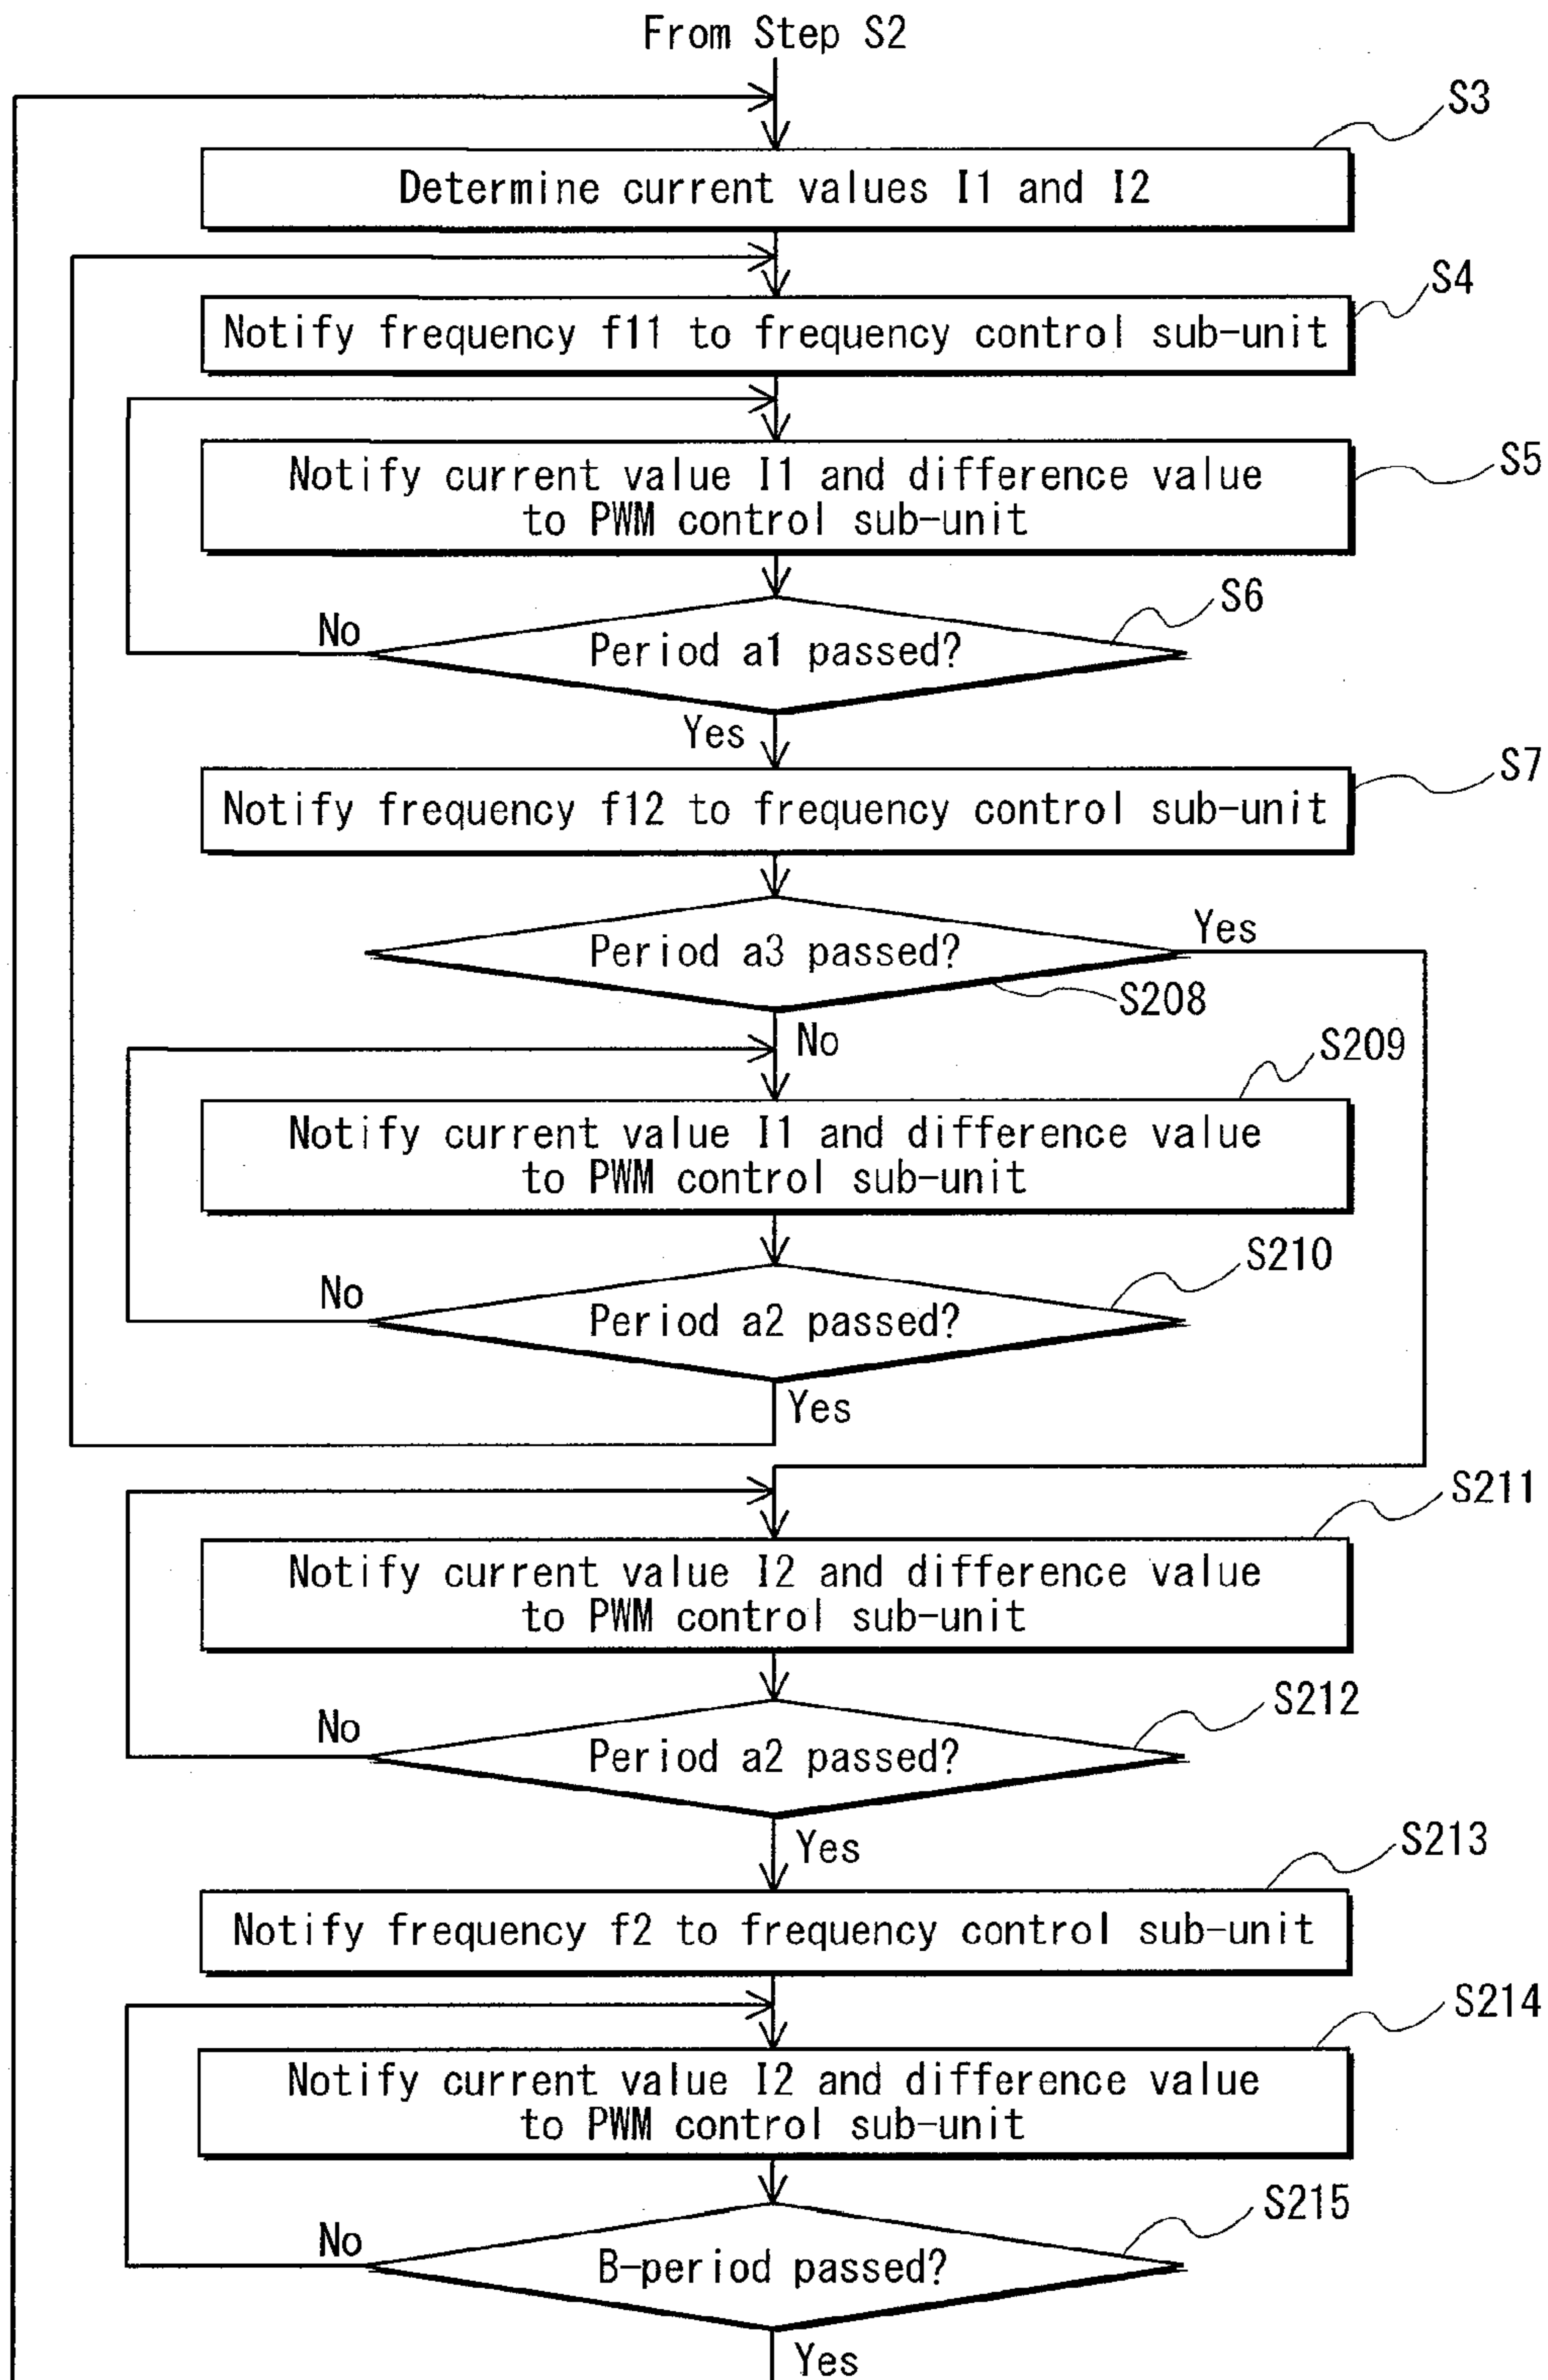 From Step S2
S3
Determine current values I1 and I2
S4
Notify frequency f11 to frequency control sub-unit
S5
Notify current value I1 and difference value
to PWM control sub-unit
S6
No
Period a1 passed?
Yes
S7
Notify frequency f12 to frequency control sub-unit
Yes
Period a3 passed?
S208
No
S209
Notify current value I1 and difference value
to PWM control sub-unit
S210
No
Period a2 passed?
Yes
S211
Notify current value I2 and difference value
to PWM control sub-unit
S212
No
Period a2 passed?
Yes
S213
Notify frequency f2 to frequency control sub-unit
S214
Notify current value I2 and difference value
to PWM control sub-unit
S215
No
B-period passed?
Yes